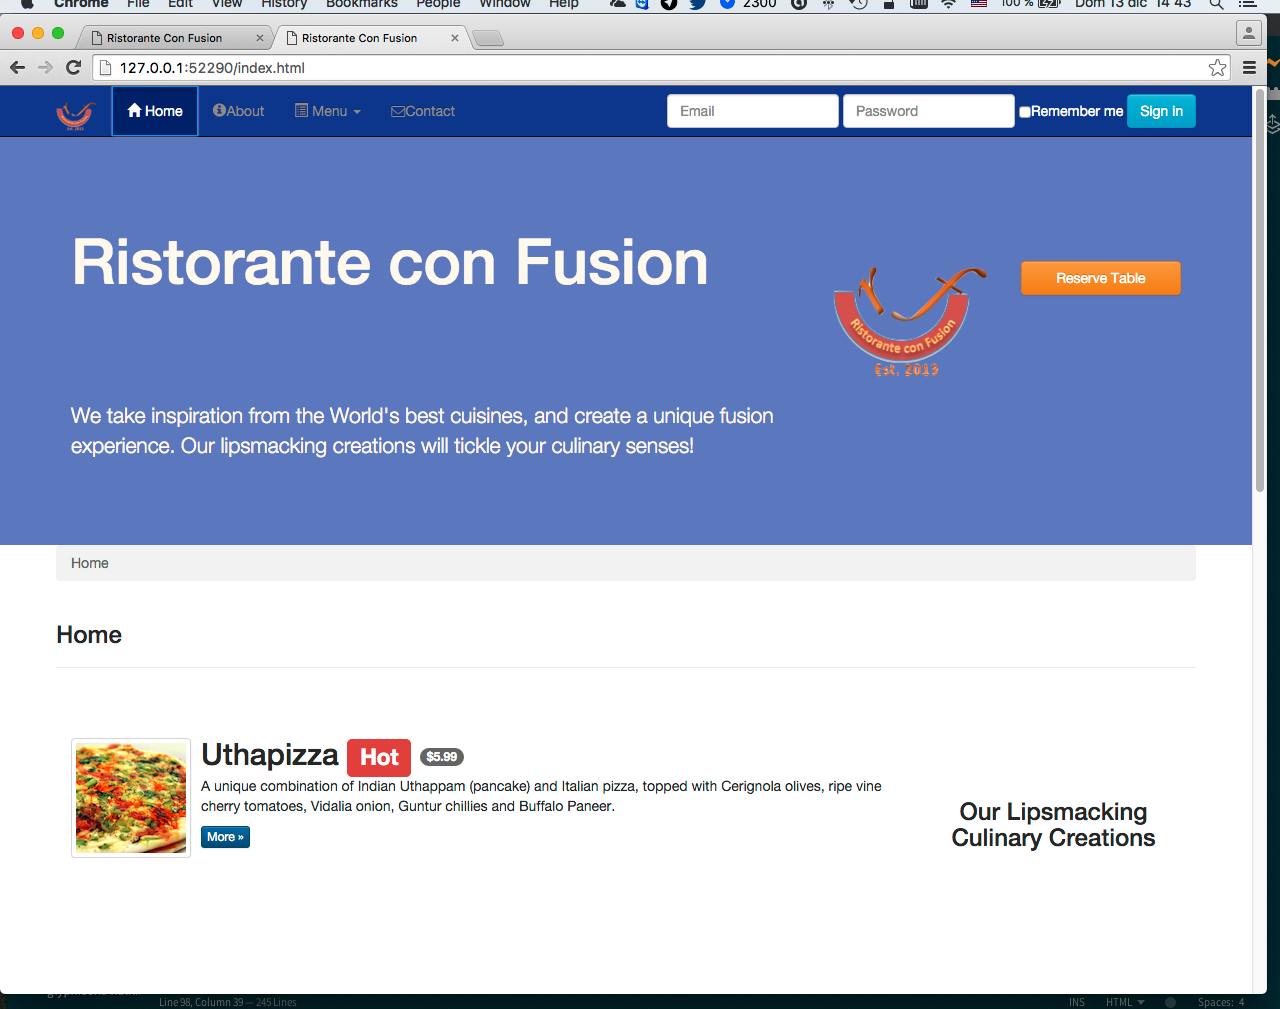 Chrome File Edit View History Bookmarks People Window Help 2300 100 % Dom 13 dic 14 43
Ristorante Con Fusion
Ristorante Con Fusion
127.0.0.1:52290/index.html
Home About Menu Contact Email Password Remember me Sign in
Ristorante con Fusion
Reserve Table
Ristorante con Fusion
Est. 2013
We take inspiration from the World's best cuisines, and create a unique fusion
experience. Our lipsmacking creations will tickle your culinary senses!
Home
Home
Uthapizza Hot $5.99
A unique combination of Indian Uthappam (pancake) and Italian pizza, topped with Cerignola olives, ripe vine
cherry tomatoes, Vidalia onion, Guntur chillies and Buffalo Paneer.
More »
Our Lipsmacking
Culinary Creations
Line 98, Column 39 — 245 Lines INS HTML Spaces: 4